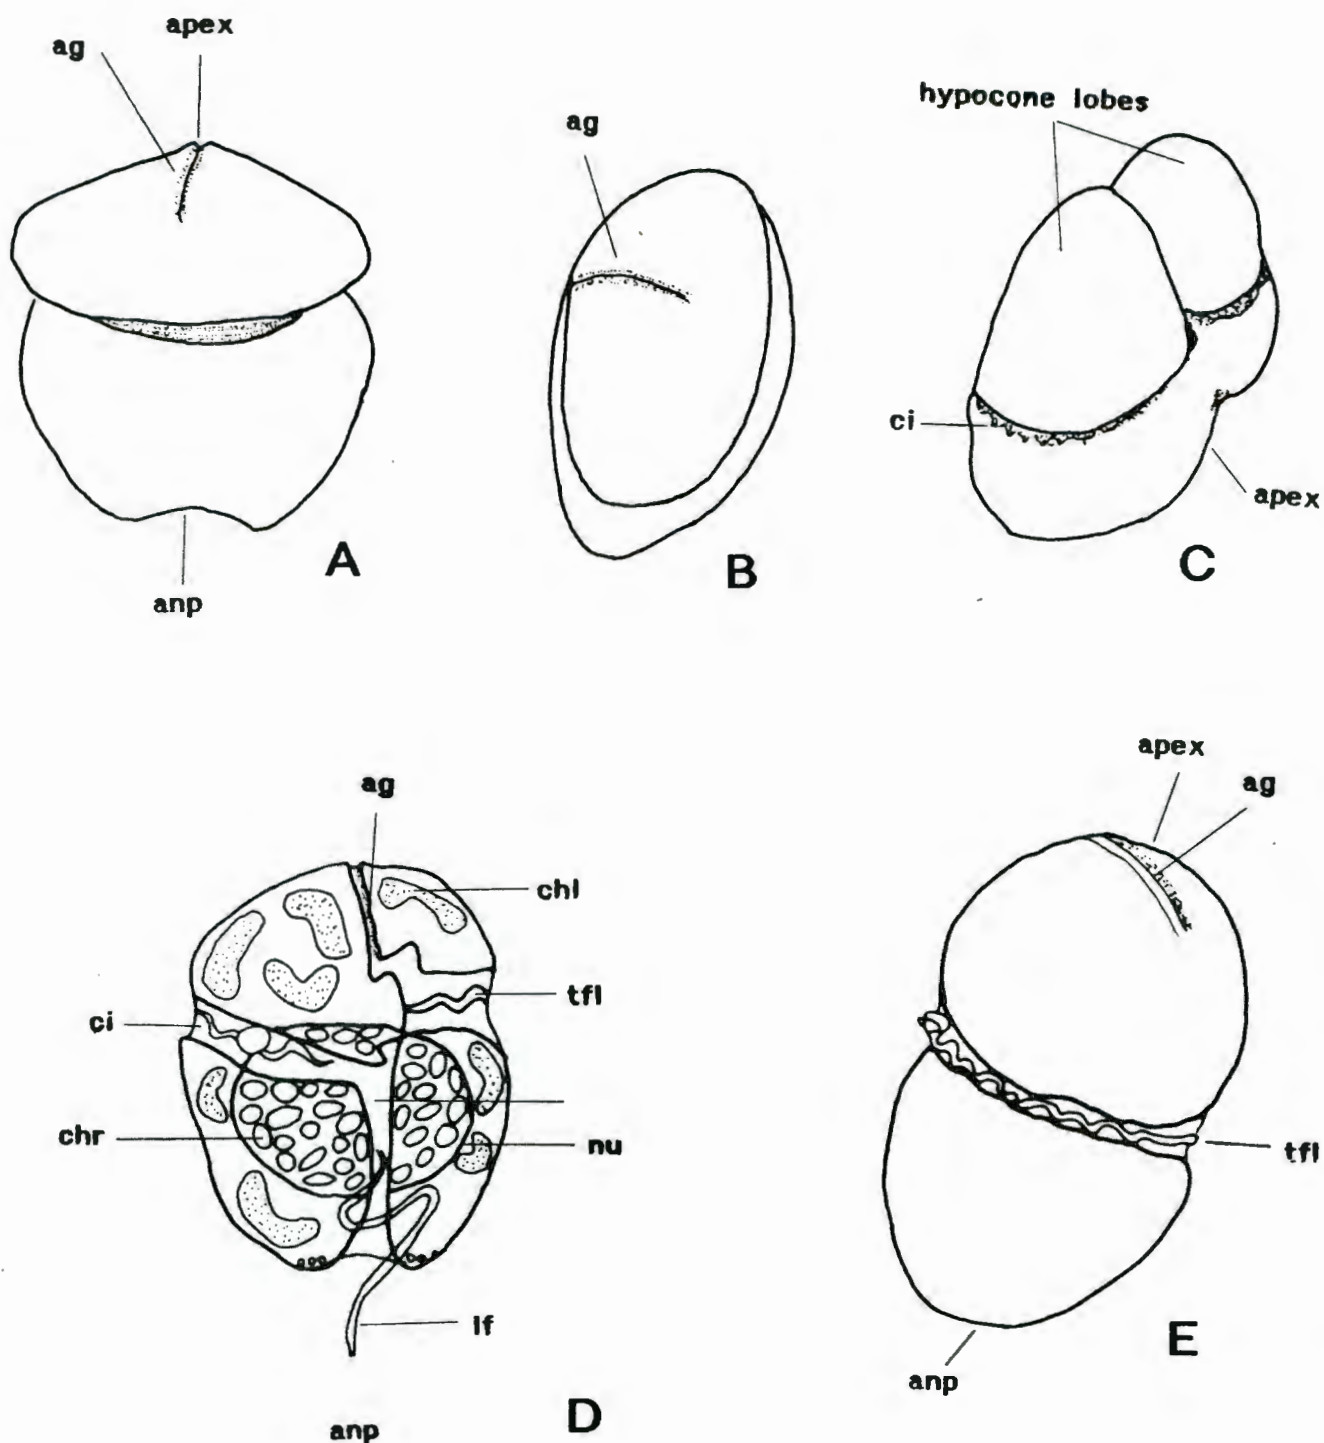 apex
ag
hypocone lobes
ag
ci
apex
A
B
C
anp
apex
ag
ag
chl
tfl
ci
chr
nu
tfl
lf
E
anp
D
anp